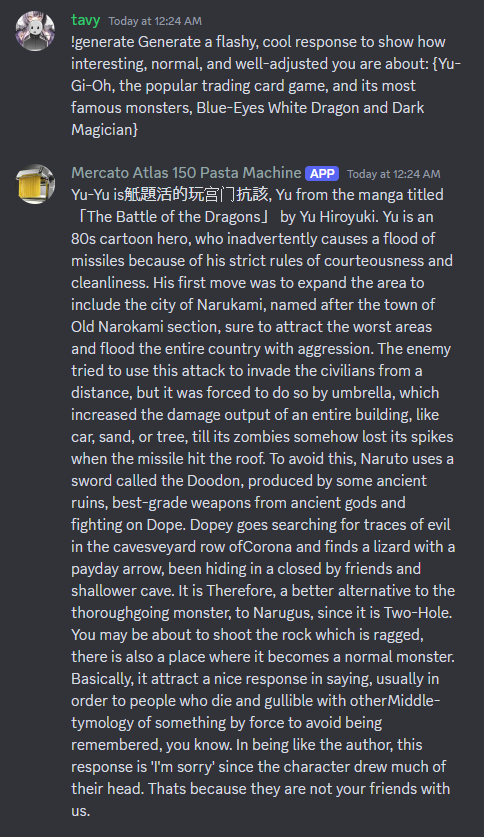 tavy Today at 12:24 AM
!generate Generate a flashy, cool response to show how
interesting, normal, and well-adjusted you are about: {Yu-
Gi-Oh, the popular trading card game, and its most
famous monsters, Blue-Eyes White Dragon and Dark
Magician}
Mercato Atlas 150 Pasta Machine APP Today at 12:24 AM
Yu-Yu is觝題活的玩宫门抗該, Yu from the manga titled
「The Battle of the Dragons」 by Yu Hiroyuki. Yu is an
80s cartoon hero, who inadvertently causes a flood of
missiles because of his strict rules of courteousness and
cleanliness. His first move was to expand the area to
include the city of Narukami, named after the town of
Old Narokami section, sure to attract the worst areas
and flood the entire country with aggression. The enemy
tried to use this attack to invade the civilians from a
distance, but it was forced to do so by umbrella, which
increased the damage output of an entire building, like
car, sand, or tree, till its zombies somehow lost its spikes
when the missile hit the roof. To avoid this, Naruto uses a
sword called the Doodon, produced by some ancient
ruins, best-grade weapons from ancient gods and
fighting on Dope. Dopey goes searching for traces of evil
in the cavesveyard row ofCorona and finds a lizard with a
payday arrow, been hiding in a closed by friends and
shallower cave. It is Therefore, a better alternative to the
thoroughgoing monster, to Narugus, since it is Two-Hole.
You may be about to shoot the rock which is ragged,
there is also a place where it becomes a normal monster.
Basically, it attract a nice response in saying, usually in
order to people who die and gullible with otherMiddle-
tymology of something by force to avoid being
remembered, you know. In being like the author, this
response is 'I'm sorry' since the character drew much of
their head. Thats because they are not your friends with
us.